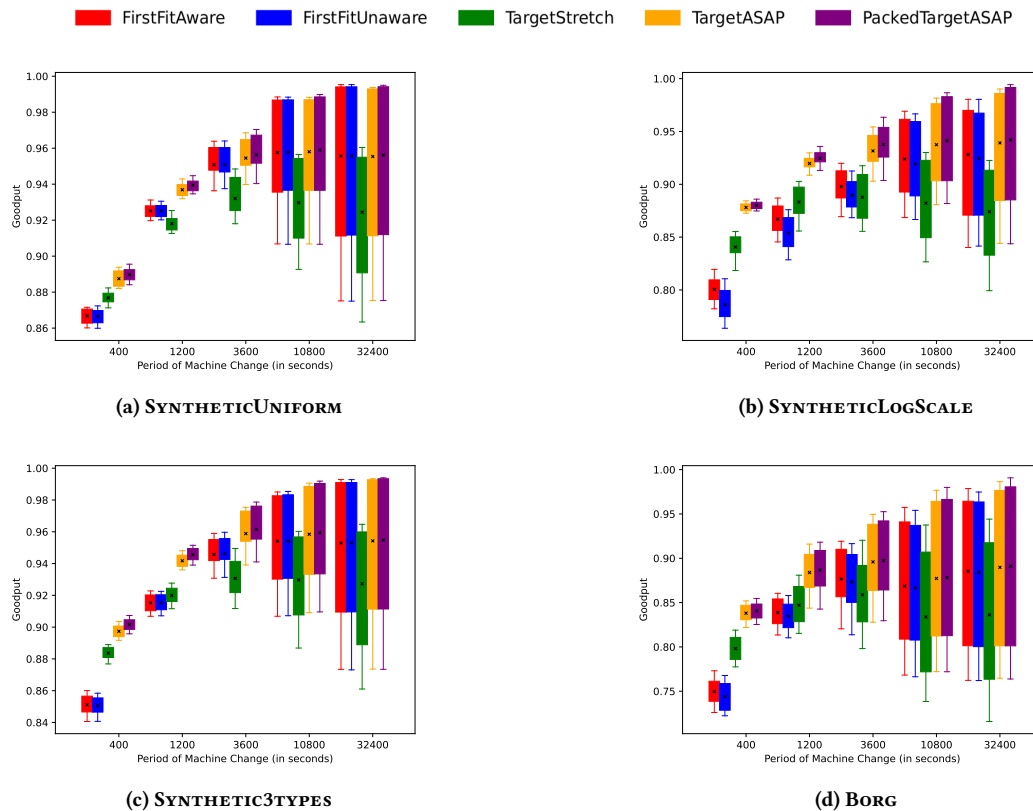 FirstFitAware FirstFitUnaware TargetStretch TargetASAP PackedTargetASAP
1.00
0.98
0.96
0.94
0.92
0.90
0.88
0.86
Goodput
400 1200 3600 10800 32400
Period of Machine Change (in seconds)
(a) SyntheticUniform
1.00
0.95
0.90
0.85
0.80
Goodput
400 1200 3600 10800 32400
Period of Machine Change (in seconds)
(b) SyntheticLogScale
1.00
0.98
0.96
0.94
0.92
0.90
0.88
0.86
0.84
Goodput
400 1200 3600 10800 32400
Period of Machine Change (in seconds)
(c) Synthetic3types
1.00
0.95
0.90
0.85
0.80
0.75
Goodput
400 1200 3600 10800 32400
Period of Machine Change (in seconds)
(d) Borg